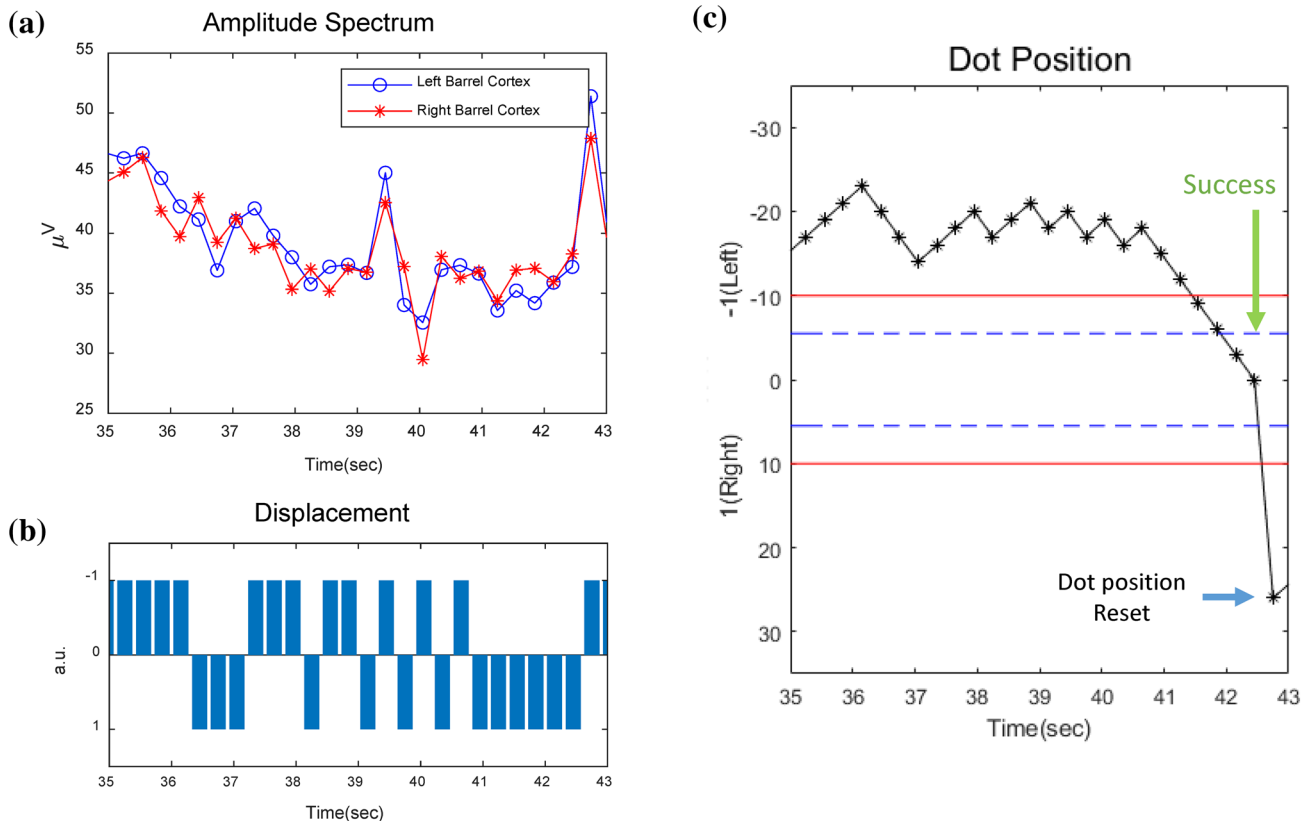 (a)
Amplitude Spectrum
55
50
45
40
35
30
25
μV
Left Barrel Cortex
Right Barrel Cortex
35 36 37 38 39 40 41 42 43
Time(sec)
(b)
Displacement
-1
0
1
a.u.
35 36 37 38 39 40 41 42 43
Time(sec)
(c)
Dot Position
-30
-20
-10
0
10
20
30
-1(Left)
1(Right)
Success
Dot position
Reset
35 36 37 38 39 40 41 42 43
Time(sec)